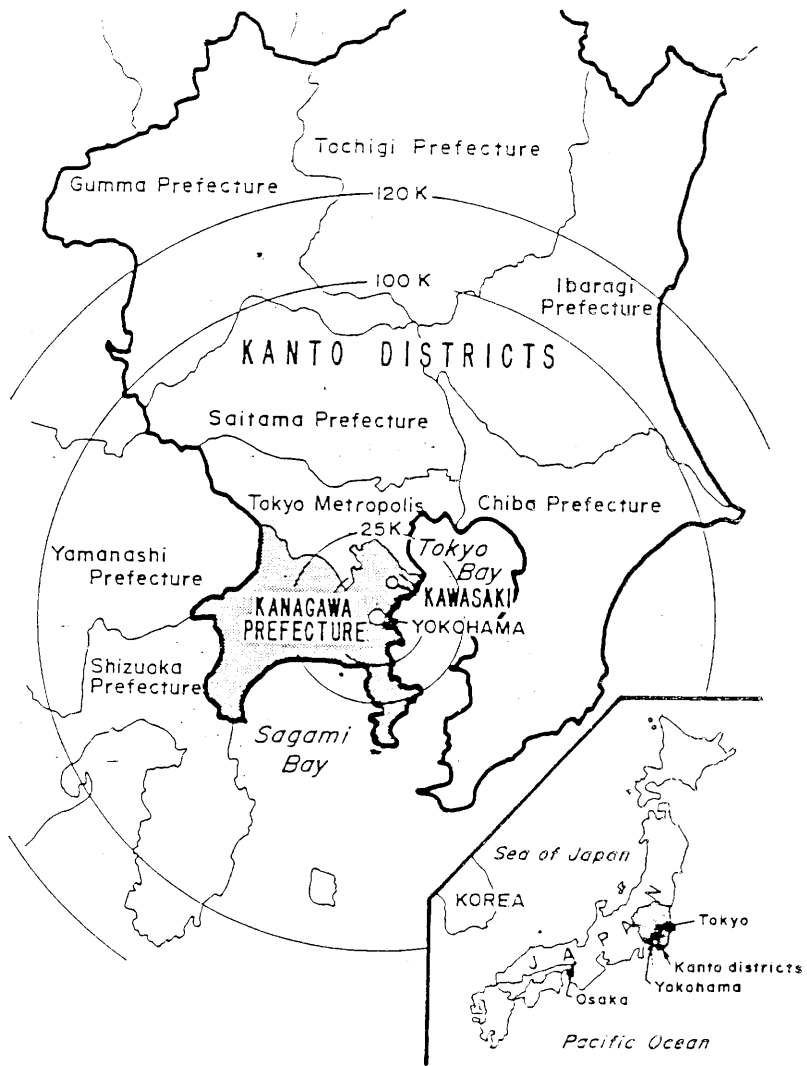 Tochigi Prefecture
Gumma Prefecture
120 K
100 K
Ibaragi
Prefecture
KANTO DISTRICTS
Saitama Prefecture
Tokyo Metropolis
Chiba Prefecture
25K
Tokyo
Bay
Yamanashi
Prefecture
KAWASAKI
KANAGAWA
PREFECTURE
YOKOHAMA
Shizuoka
Prefecture
Sagami
Bay
Sea of Japan
KOREA
JAPAN
Tokyo
Kanto districts
Yokohama
Osaka
Pacific Ocean